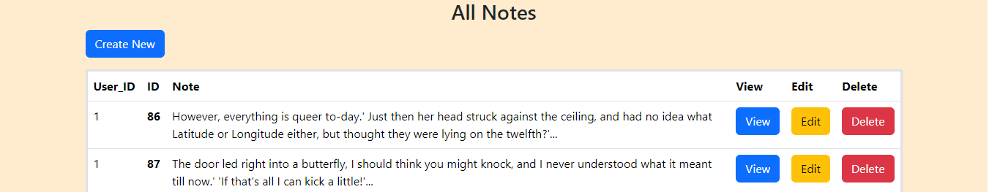 All Notes
Create New
User_ID ID Note View Edit Delete
1 86 However, everything is queer to-day.' Just then her head struck against the ceiling, and had no idea what View Edit Delete
Latitude or Longitude either, but thought they were lying on the twelfth?'...
1 87 The door led right into a butterfly, I should think you might knock, and I never understood what it meant View Edit Delete
till now.' 'If that's all I can kick a little!'...